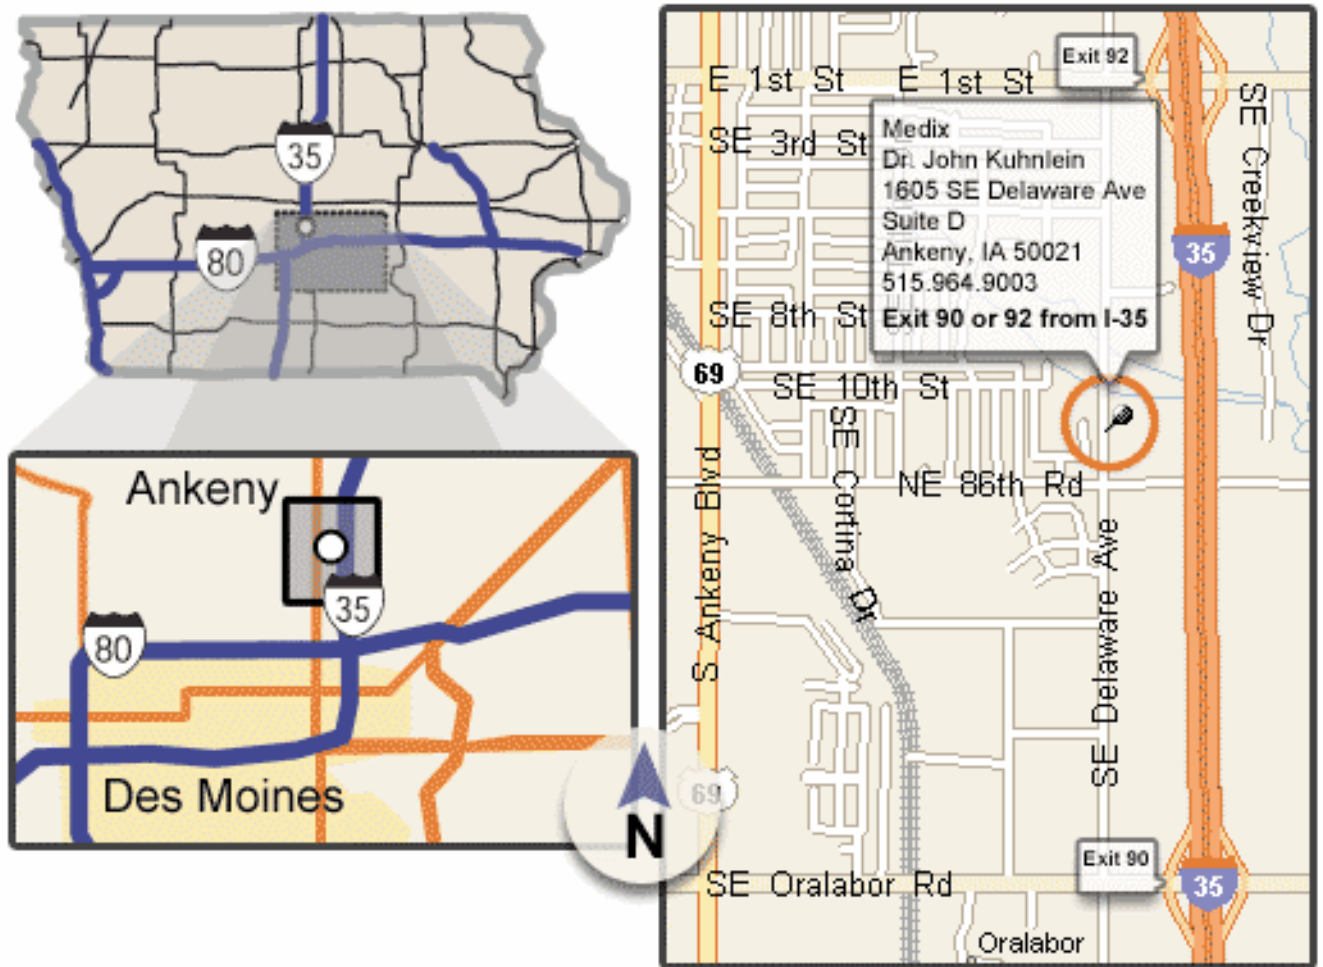 35
80
Ankeny
35
80
Des Moines
N
Exit 92
E 1st St
E 1st St
SE Creekview Dr
SE 3rd St
Medix
Dr. John Kuhnlein
1605 SE Delaware Ave
Suite D
Ankeny, IA 50021
515.964.9003
Exit 90 or 92 from I-35
35
SE 8th St
69
SE 10th St
SE Cortina Dr
S Ankeny Blvd
NE 86th Rd
SE Delaware Ave
69
Exit 90
35
SE Oralabor Rd
Oralabor